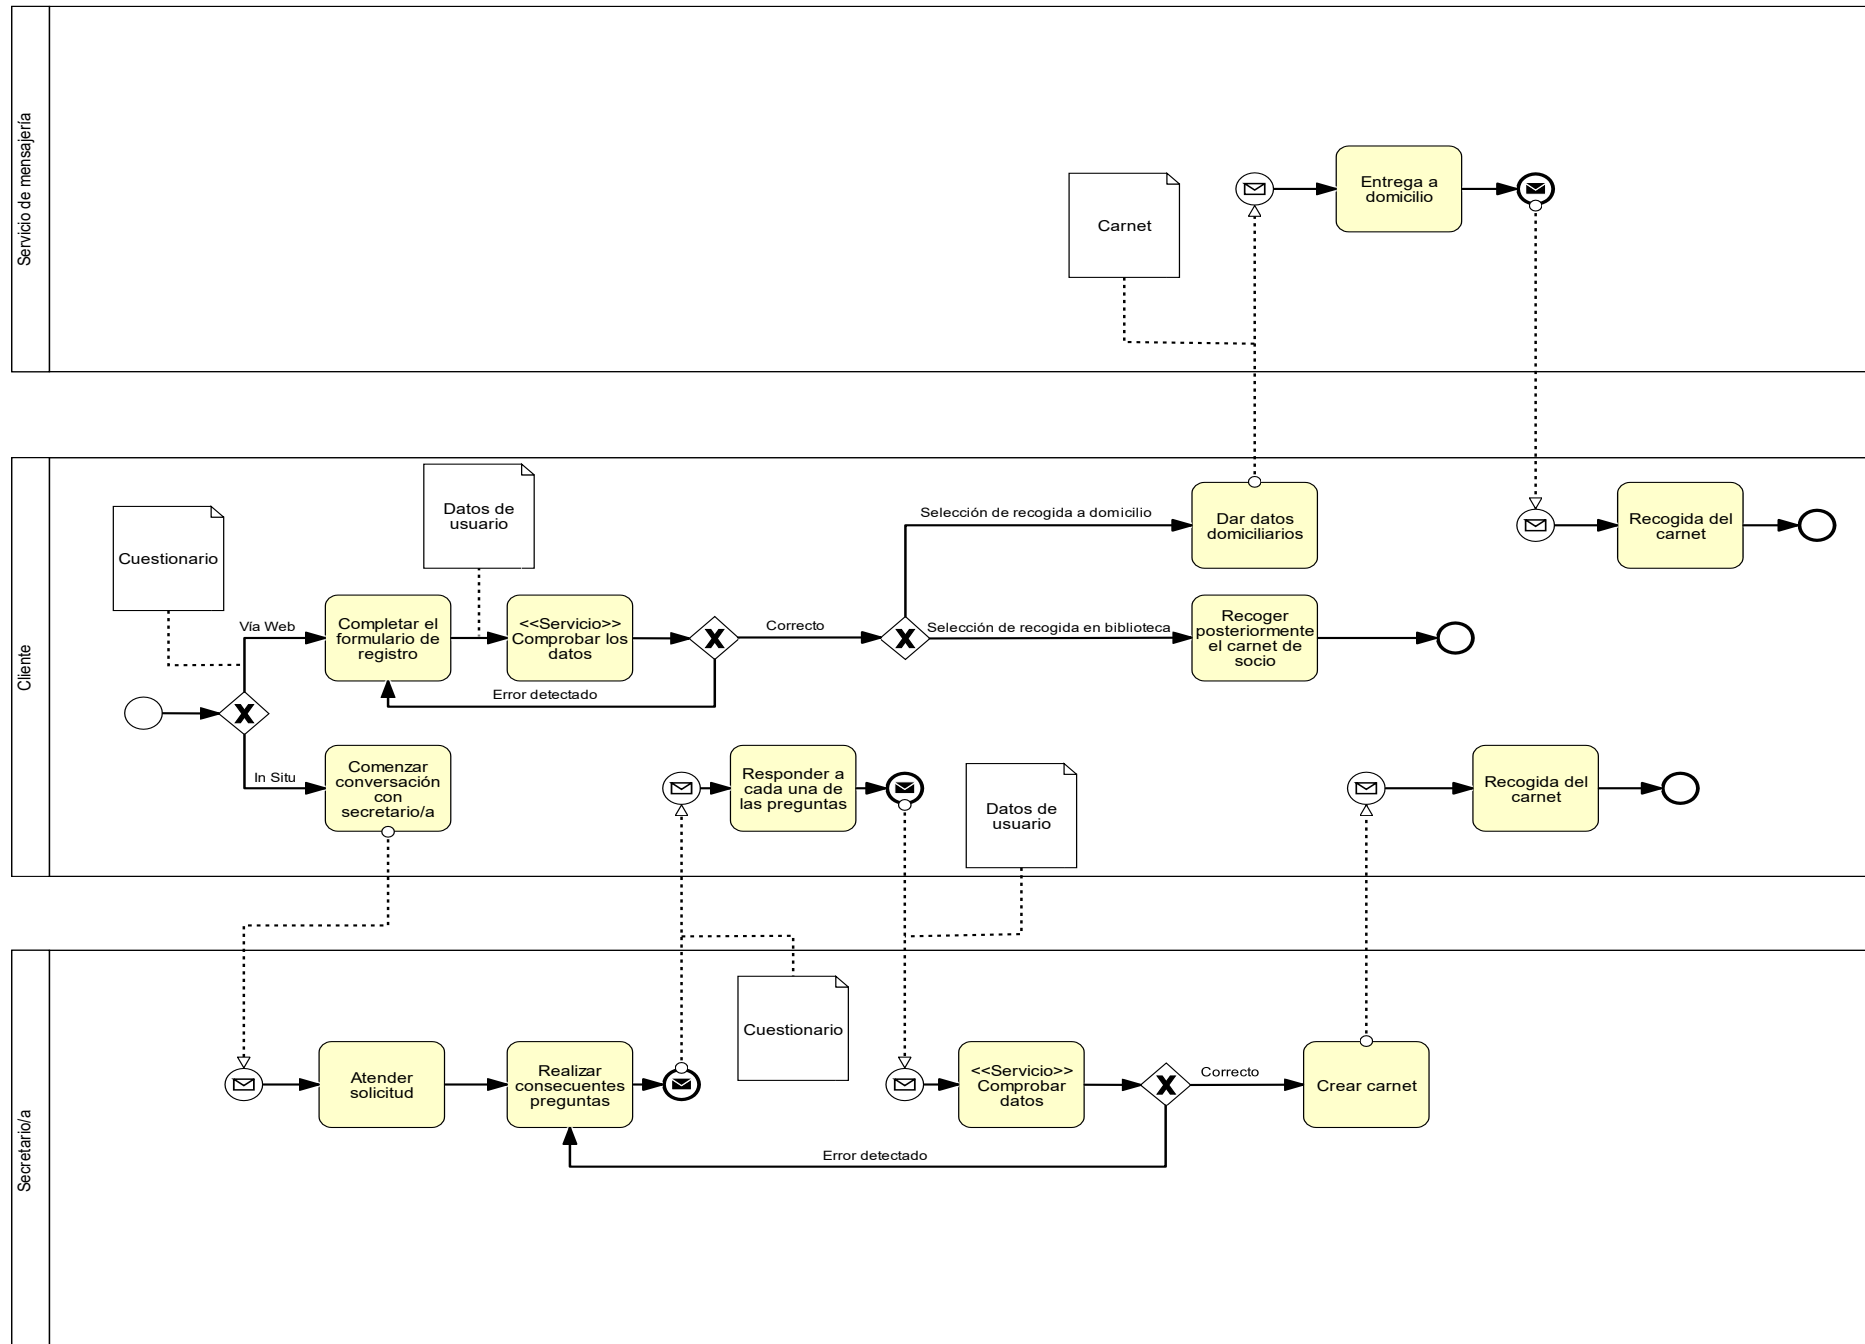 Servicio de mensajería
Carnet
Entrega a
domicilio
Cliente
Cuestionario
Datos de
usuario
Vía Web
Completar el
formulario de
registro
<<Servicio>>
Comprobar los
datos
Error detectado
Correcto
Selección de recogida a domicilio
Dar datos
domiciliarios
Selección de recogida en biblioteca
Recoger
posteriormente
el carnet de
socio
Recogida del
carnet
In Situ
Comenzar
conversación
con
secretario/a
Responder a
cada una de
las preguntas
Datos de
usuario
Recogida del
carnet
Secretario/a
Atender
solicitud
Realizar
consecuentes
preguntas
Cuestionario
<<Servicio>>
Comprobar
datos
Correcto
Crear carnet
Error detectado